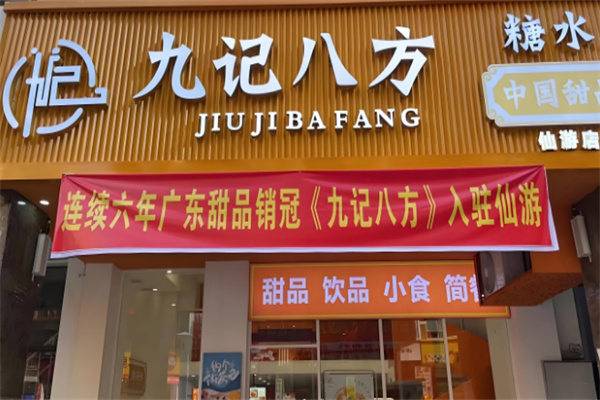 九记八方
JIU JI BA FANG
糖水
中国甜品
仙游店
连续六年广东甜品销冠《九记八方》入驻仙游
甜品 饮品 小食 简餐